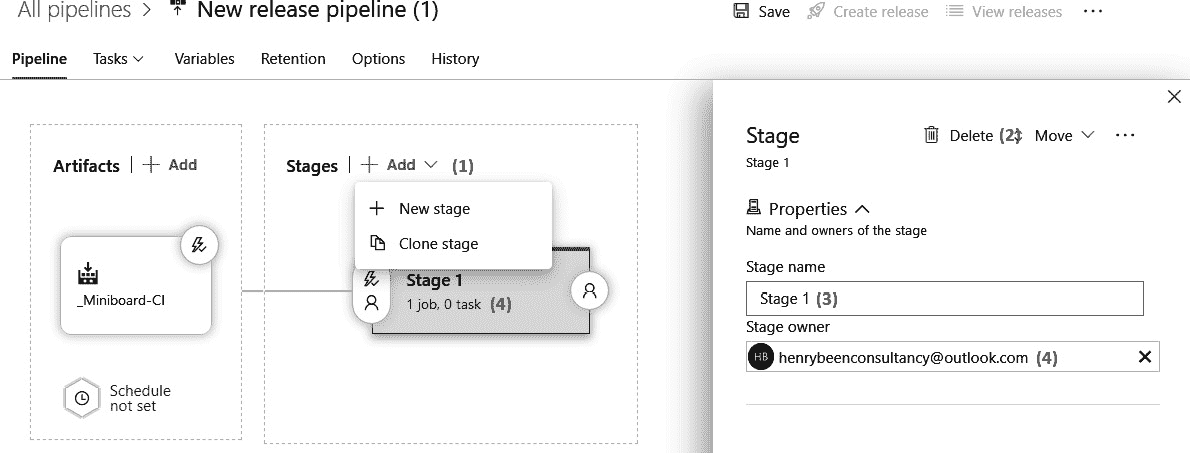 All pipelines > New release pipeline (1)
Save Create release View releases ...
Pipeline Tasks Variables Retention Options History
Artifacts | + Add
Stages | + Add (1)
New stage
Clone stage
_Miniboard-CI
Stage 1
1 job, 0 task (4)
Schedule
not set
Stage
Delete (2) Move ...
Stage 1
Properties
Name and owners of the stage
Stage name
Stage 1 (3)
Stage owner
HB henrybeenconsultancy@outlook.com (4)